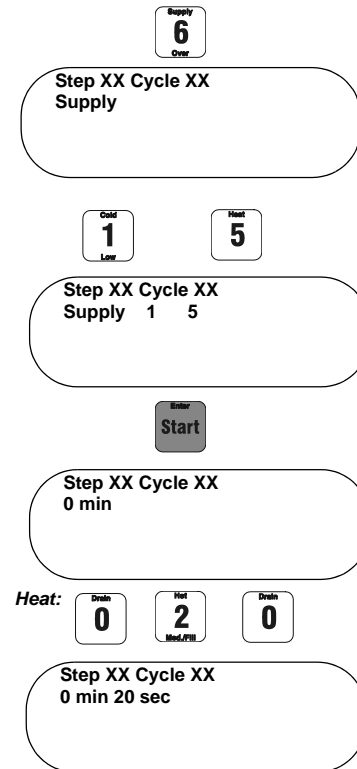 Supply
6
Over
Step XX Cycle XX
Supply
Cold
1
Low
Heat
5
Step XX Cycle XX
Supply 1 5
Enter
Start
Step XX Cycle XX
0 min
Heat:
Drain
0
Hot
2
Med./Fill
Drain
0
Step XX Cycle XX
0 min 20 sec